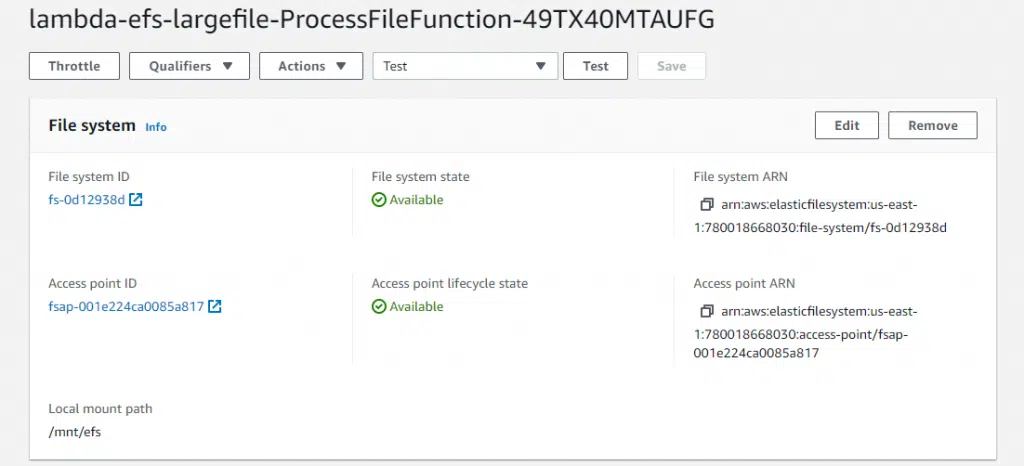 lambda-efs-largefile-ProcessFileFunction-49TX40MTAUFG
Throttle Qualifiers Actions Test Test Save
File system Info Edit Remove
File system ID File system state File system ARN
fs-0d12938d Available arn:aws:elasticfilesystem:us-east-
1:780018668030:file-system/fs-0d12938d
Access point ID Access point lifecycle state Access point ARN
fsap-001e224ca0085a817 Available arn:aws:elasticfilesystem:us-east-
1:780018668030:access-point/fsap-
001e224ca0085a817
Local mount path
/mnt/efs